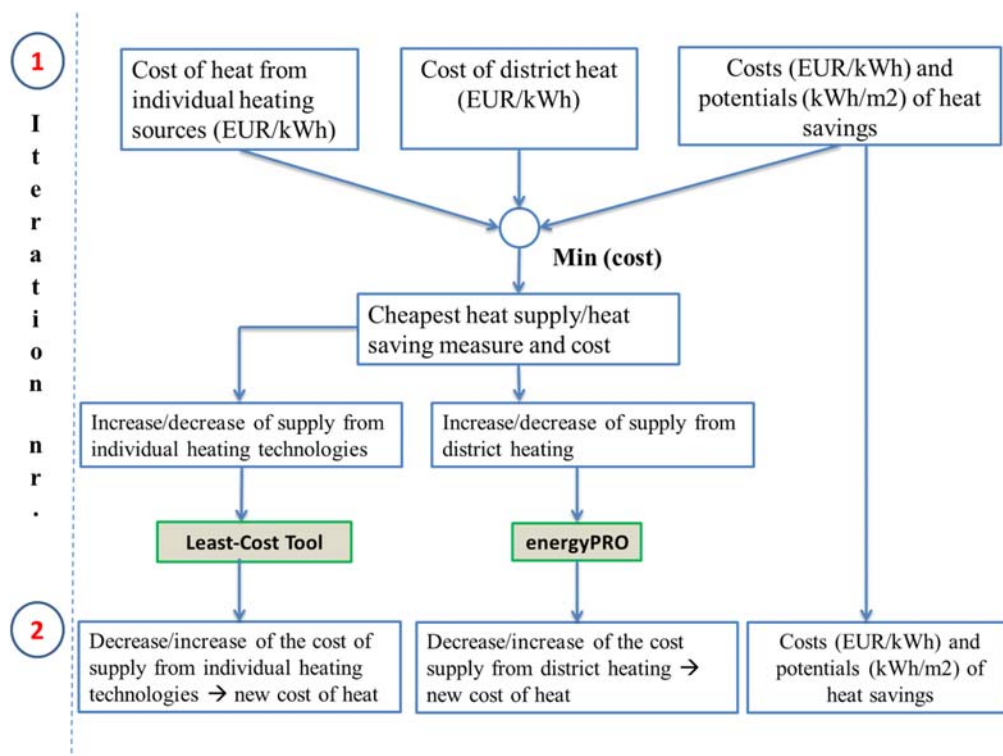 1
Iteration nr.
Cost of heat from
individual heating
sources (EUR/kWh)
Cost of district heat
(EUR/kWh)
Costs (EUR/kWh) and
potentials (kWh/m2) of heat
savings
Min (cost)
Cheapest heat supply/heat
saving measure and cost
Increase/decrease of supply from
individual heating technologies
Increase/decrease of supply from
district heating
Least-Cost Tool
energyPRO
2
Decrease/increase of the cost of
supply from individual heating
technologies → new cost of heat
Decrease/increase of the cost
supply from district heating →
new cost of heat
Costs (EUR/kWh) and
potentials (kWh/m2) of
heat savings